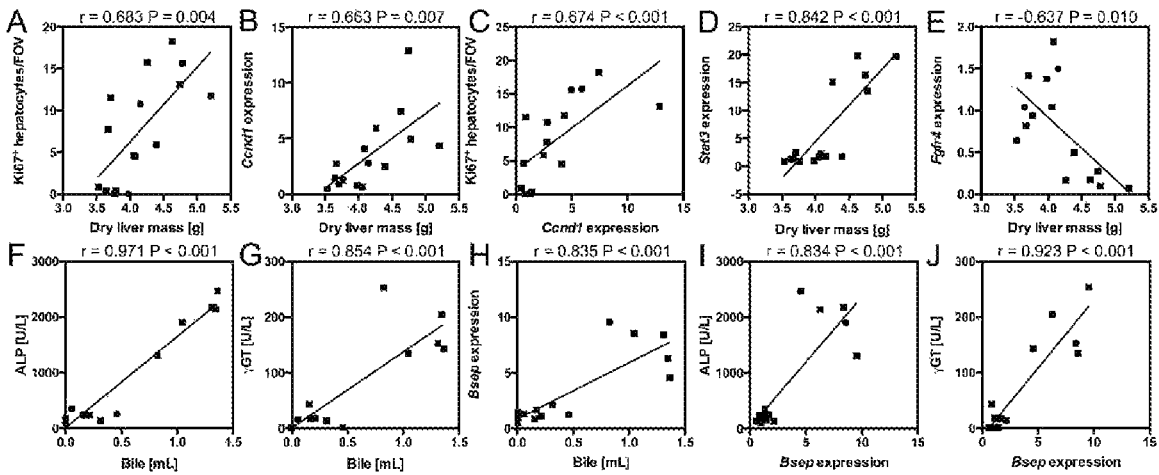 A r = 0.683 P = 0.004
Ki67⁺ hepatocytes/FOV
20
15
10
5
0
3.0 3.5 4.0 4.5 5.0 5.5
Dry liver mass [g]
B r = 0.663 P = 0.007
Ccnd1 expression
15
10
5
0
3.0 3.5 4.0 4.5 5.0 5.5
Dry liver mass [g]
C r = 0.674 P < 0.001
Ki67⁺ hepatocytes/FOV
25
20
15
10
5
0
0 5 10 15
Ccnd1 expression
D r = 0.842 P < 0.001
Stat3 expression
25
20
15
10
5
0
-5
3.0 3.5 4.0 4.5 5.0 5.5
Dry liver mass [g]
E r = -0.637 P = 0.010
Fgfr4 expression
2.0
1.5
1.0
0.5
0.0
3.0 3.5 4.0 4.5 5.0 5.5
Dry liver mass [g]
F r = 0.971 P < 0.001
ALP [U/L]
3000
2000
1000
0
0.0 0.5 1.0 1.5
Bile [mL]
G r = 0.854 P < 0.001
γGT [U/L]
300
200
100
0
0.0 0.5 1.0 1.5
Bile [mL]
H r = 0.835 P < 0.001
Bsep expression
15
10
5
0
0.0 0.5 1.0 1.5
Bile [mL]
I r = 0.834 P < 0.001
ALP [U/L]
3000
2000
1000
0
0 5 10 15
Bsep expression
J r = 0.923 P < 0.001
γGT [U/L]
300
200
100
0
0 5 10 15
Bsep expression